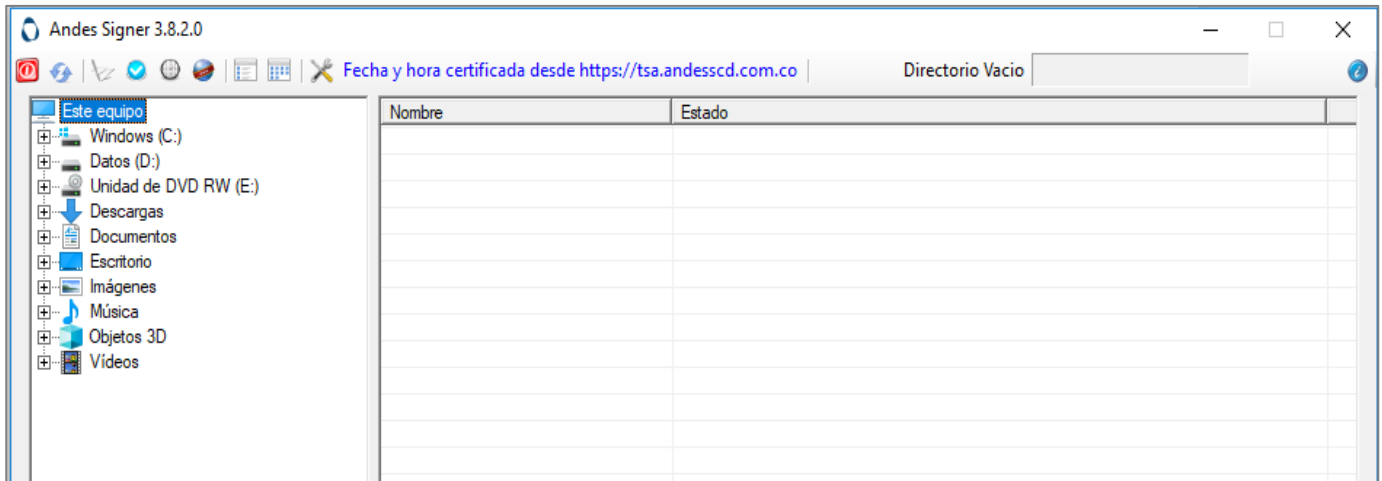 Andes Signer 3.8.2.0
Fecha y hora certificada desde https://tsa.andesscd.com.co Directorio Vacio
Este equipo
Windows (C:)
Datos (D:)
Unidad de DVD RW (E:)
Descargas
Documentos
Escritorio
Imágenes
Música
Objetos 3D
Vídeos
Nombre Estado